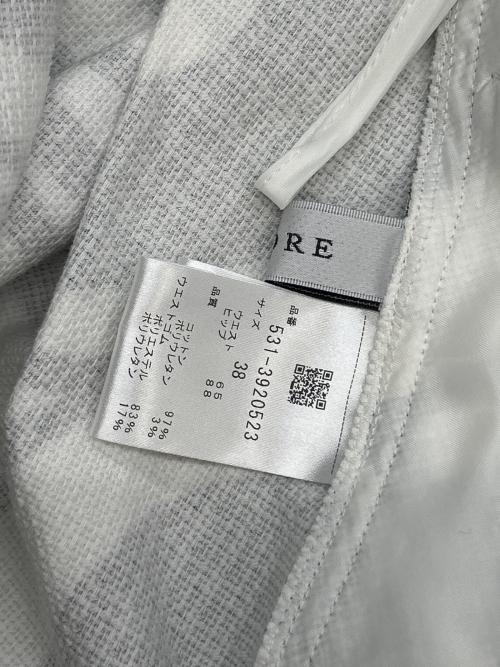 ORE
品番 531-3920523
サイズ 38
ウエスト 65
ヒップ 88
品質
コットン 97%
ポリウレタン 3%
ウエストゴム
ポリエステル 83%
ポリウレタン 17%